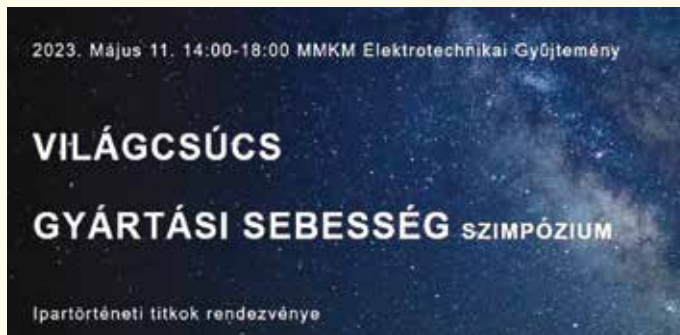 2023. Május 11. 14:00-18:00 MMKM Elektrotechnikai Gyűjtemény
VILÁGCSÚCS
GYÁRTÁSI SEBESSÉG SZIMPÓZIUM
Ipartörténeti titkok rendezvénye